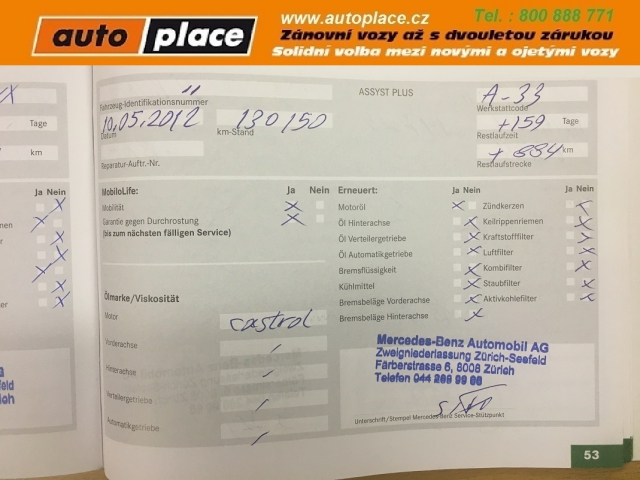 www.autoplace.cz
Tel. : 800 888 771
auto place
Zánovní vozy až s dvouletou zárukou
Solidní volba mezi novými a ojetými vozy
ASSYST PLUS
A-33
Fahrzeug-Identifikationsnummer
Werkstattcode
10.05.2012
130150
+159 Tage
Datum
km-Stand
Restlaufzeit
+ 884 km
Reparatur-Auftr.-Nr.
Restlaufstrecke
Tage
km
Ja Nein
MobiloLife: Ja Nein
Mobilität X
Garantie gegen Durchrostung X
(bis zum nächsten fälligen Service)
Erneuert: Ja Nein Ja Nein
Motoröl X Zündkerzen X
Öl Hinterachse X Keilrippenriemen X
Öl Verteilergetriebe X Kraftstofffilter X
Öl Automatikgetriebe X Luftfilter X
Bremsflüssigkeit X Kombifilter X
Kühlmittel X Staubfilter X
Bremsbeläge Vorderachse X Aktivkohlefilter X
Bremsbeläge Hinterachse X
Ölmarke/Viskosität
Motor castrol
Vorderachse /
Hinterachse /
Verteilergetriebe /
Automatikgetriebe /
Mercedes-Benz Automobil AG
Zweigniederlassung Zürich-Seefeld
Färberstrasse 6, 8008 Zürich
Telefon 044 269 99 66
Unterschrift/Stempel Mercedes-Benz Service-Stützpunkt
53